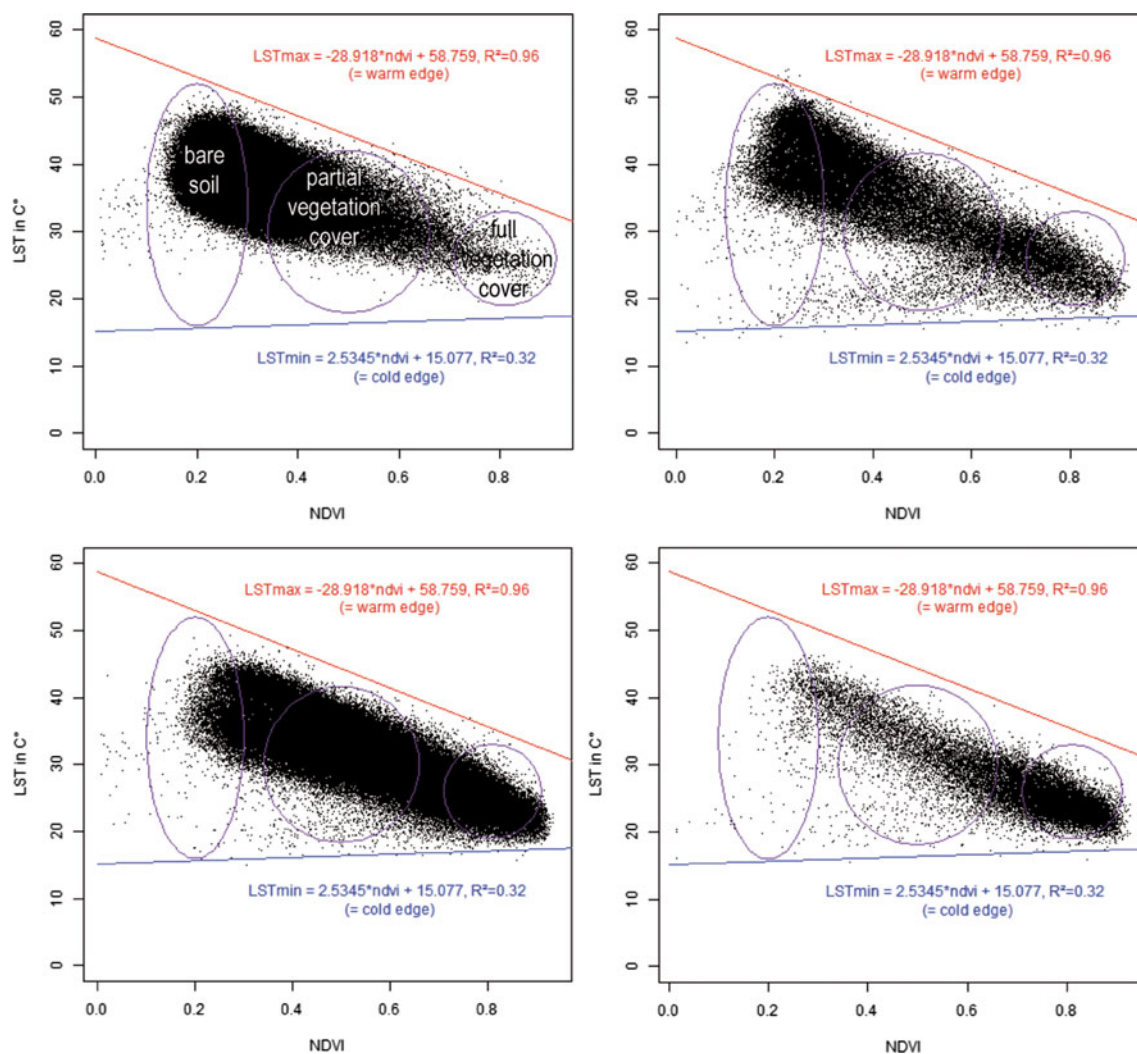 LSTmax = -28.918*ndvi + 58.759, R²=0.96
(= warm edge)
bare
soil
partial
vegetation
cover
full
vegetation
cover
LSTmin = 2.5345*ndvi + 15.077, R²=0.32
(= cold edge)
LST in C°
60
50
40
30
20
10
0
0.0 0.2 0.4 0.6 0.8
NDVI
LSTmax = -28.918*ndvi + 58.759, R²=0.96
(= warm edge)
LSTmin = 2.5345*ndvi + 15.077, R²=0.32
(= cold edge)
LST in C°
60
50
40
30
20
10
0
0.0 0.2 0.4 0.6 0.8
NDVI
LSTmax = -28.918*ndvi + 58.759, R²=0.96
(= warm edge)
LSTmin = 2.5345*ndvi + 15.077, R²=0.32
(= cold edge)
LST in C°
60
50
40
30
20
10
0
0.0 0.2 0.4 0.6 0.8
NDVI
LSTmax = -28.918*ndvi + 58.759, R²=0.96
(= warm edge)
LSTmin = 2.5345*ndvi + 15.077, R²=0.32
(= cold edge)
LST in C°
60
50
40
30
20
10
0
0.0 0.2 0.4 0.6 0.8
NDVI